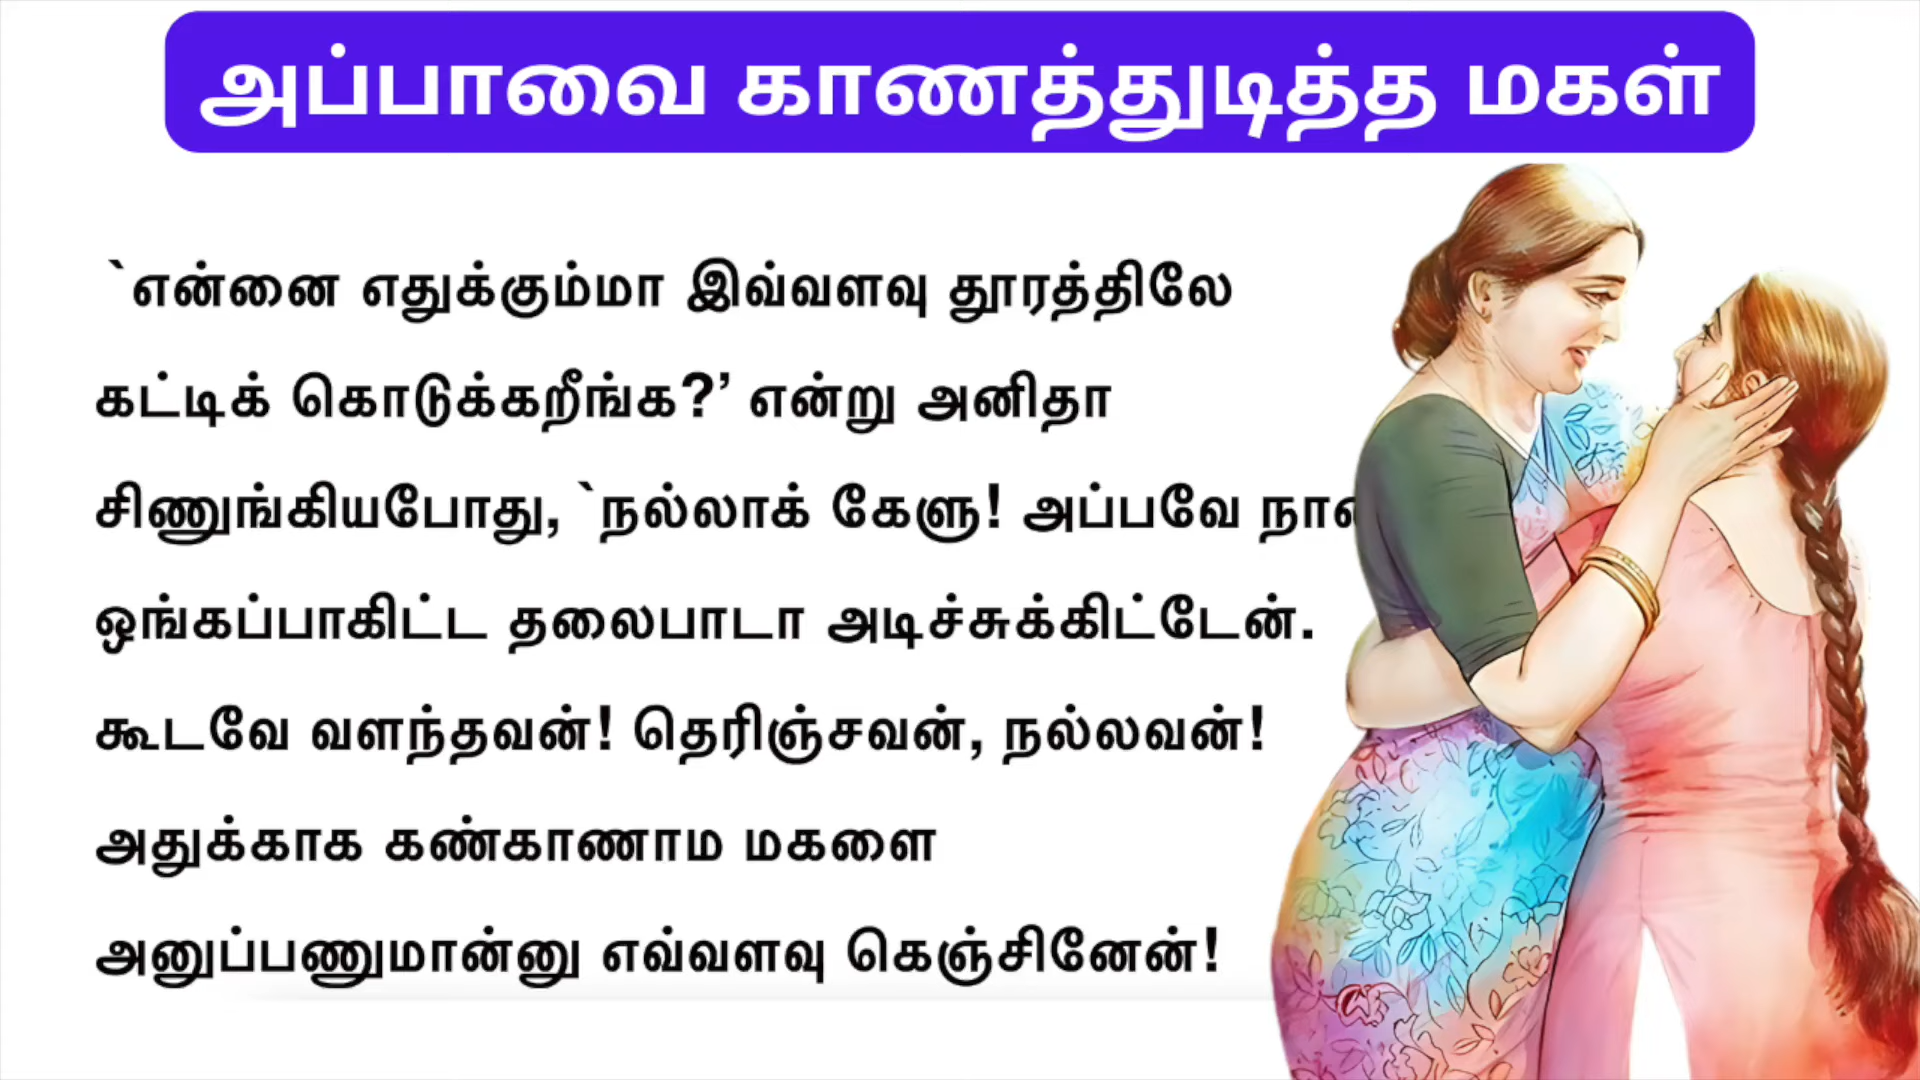 அப்பாவை காணத்துடித்த மகள்
`என்னை எதுக்கும்மா இவ்வளவு தூரத்திலே
கட்டிக் கொடுக்கறீங்க?’ என்று அனிதா
சிணுங்கியபோது, `நல்லாக் கேளு! அப்பவே
ஒங்கப்பாகிட்ட தலைபாடா அடிச்சுக்கிட்டேன்.
கூடவே வளந்தவன்! தெரிஞ்சவன், நல்லவன்!
அதுக்காக கண்காணாம மகளை
அனுப்பணுமான்னு எவ்வளவு கெஞ்சினேன்!